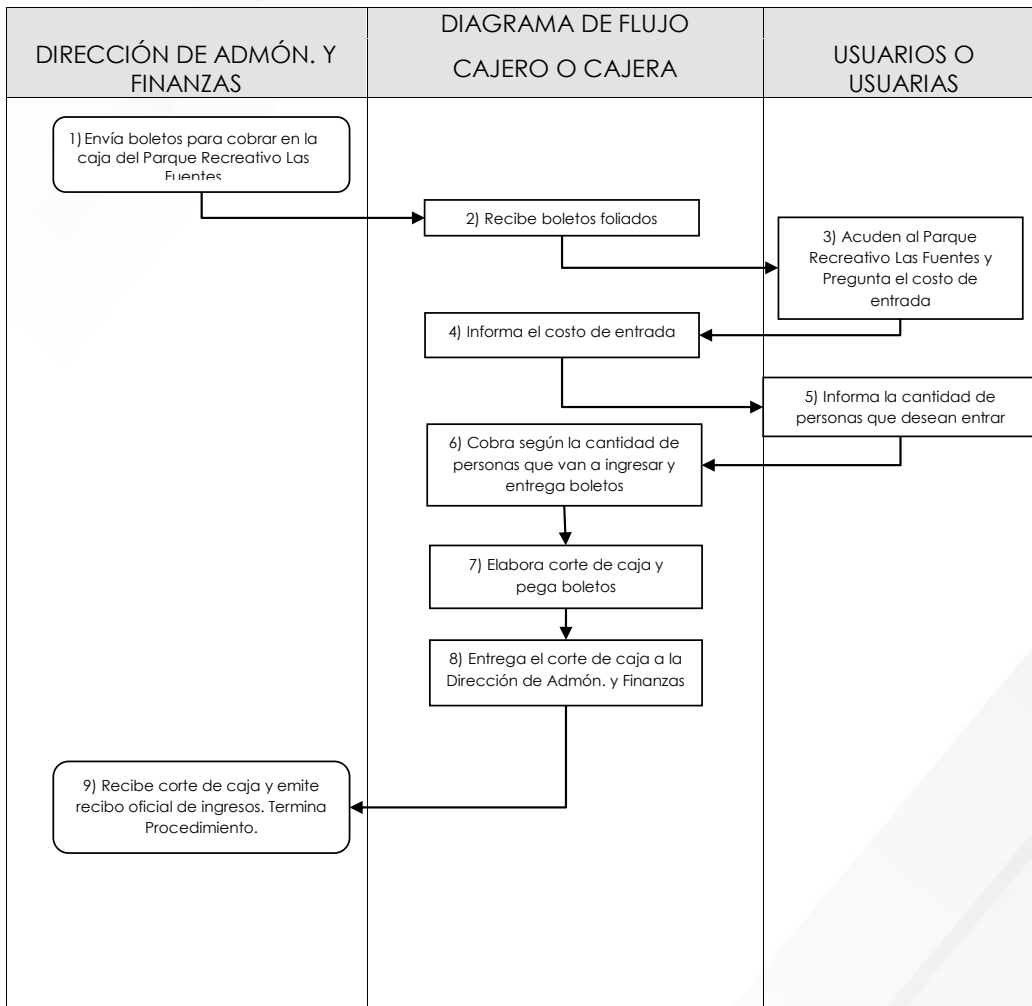 DIAGRAMA DE FLUJO
DIRECCIÓN DE ADMÓN. Y
FINANZAS
CAJERO O CAJERA
USUARIOS O
USUARIAS
1) Envía boletos para cobrar en la
caja del Parque Recreativo Las
Fuentes
2) Recibe boletos foliados
3) Acuden al Parque
Recreativo Las Fuentes y
Pregunta el costo de
entrada
4) Informa el costo de entrada
5) Informa la cantidad de
personas que desean entrar
6) Cobra según la cantidad de
personas que van a ingresar y
entrega boletos
7) Elabora corte de caja y
pega boletos
8) Entrega el corte de caja a la
Dirección de Admón. y Finanzas
9) Recibe corte de caja y emite
recibo oficial de ingresos. Termina
Procedimiento.